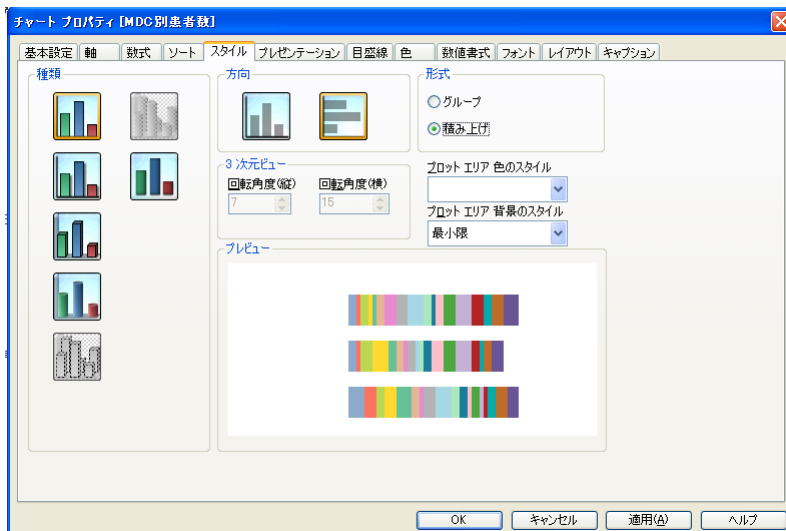 チャート プロパティ [MDC別患者数]
基本設定 軸 数式 ソート スタイル プレゼンテーション 目盛線 色 数値書式 フォント レイアウト キャプション
種類
方向
形式
グループ
積み上げ
3 次元ビュー
回転角度(縦) 回転角度(横)
7 15
プロット エリア 色のスタイル
プロット エリア 背景のスタイル
最小限
プレビュー
OK キャンセル 適用(A) ヘルプ